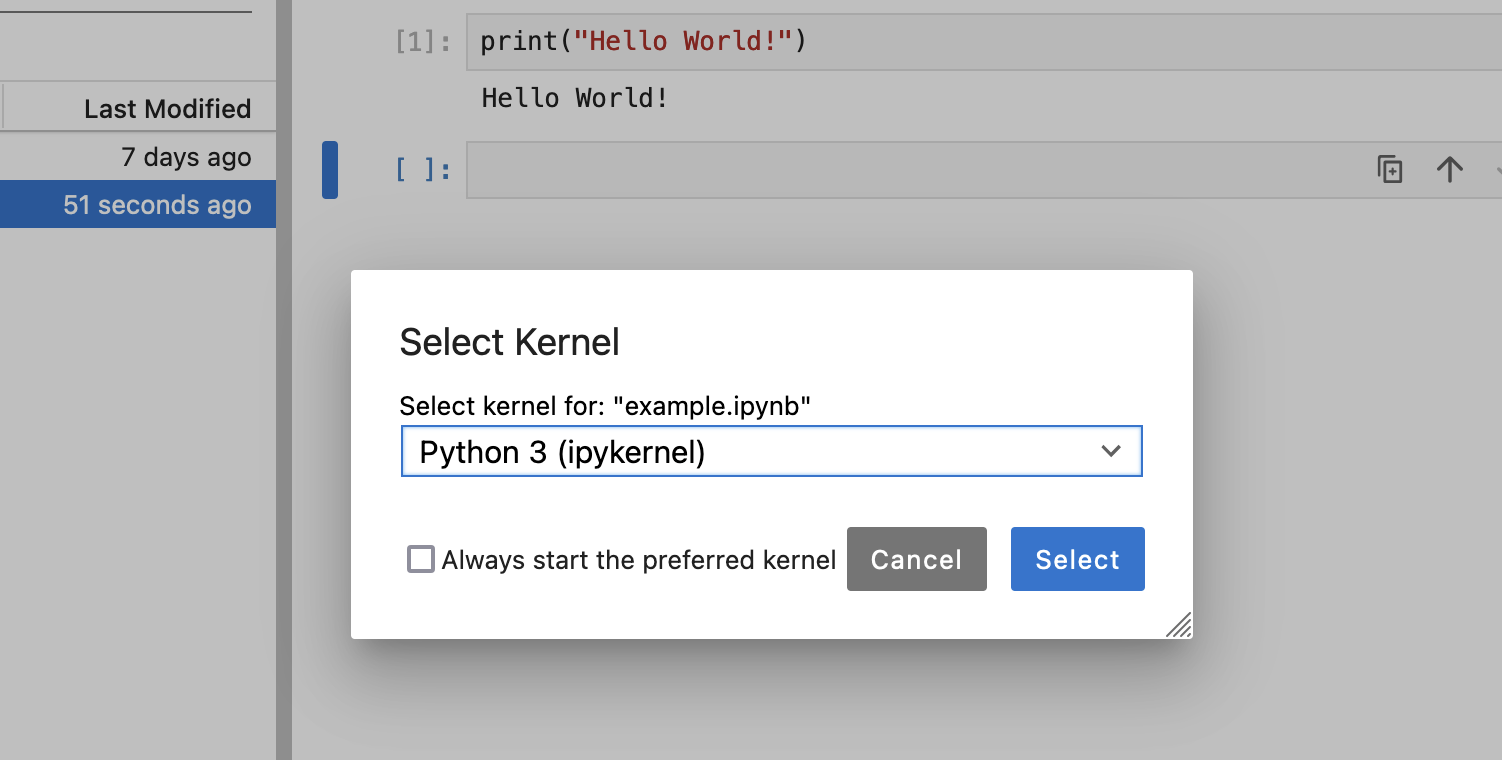 [1]: print("Hello World!")
Hello World!
Last Modified
7 days ago
51 seconds ago
[ ]:
Select Kernel
Select kernel for: "example.ipynb"
Python 3 (ipykernel)
Always start the preferred kernel Cancel Select